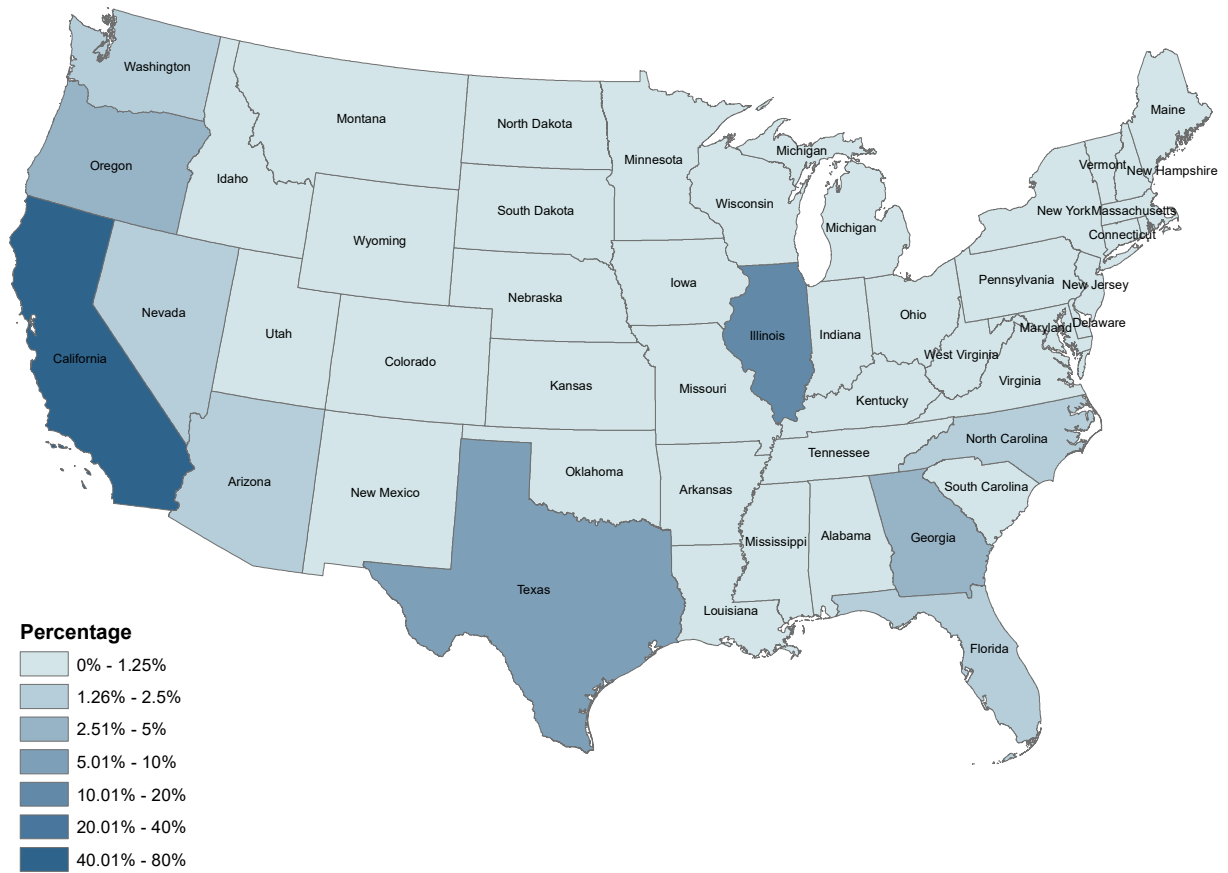 Washington
Oregon
California
Nevada
Idaho
Montana
Wyoming
Utah
Colorado
Arizona
New Mexico
North Dakota
South Dakota
Nebraska
Kansas
Oklahoma
Texas
Minnesota
Iowa
Missouri
Arkansas
Louisiana
Wisconsin
Illinois
Michigan
Michigan
Indiana
Ohio
Kentucky
Tennessee
Mississippi
Alabama
Georgia
Florida
South Carolina
North Carolina
Virginia
West Virginia
Maryland
Delaware
Pennsylvania
New Jersey
New York
Connecticut
Massachusetts
Vermont
New Hampshire
Maine
Percentage
0% - 1.25%
1.26% - 2.5%
2.51% - 5%
5.01% - 10%
10.01% - 20%
20.01% - 40%
40.01% - 80%